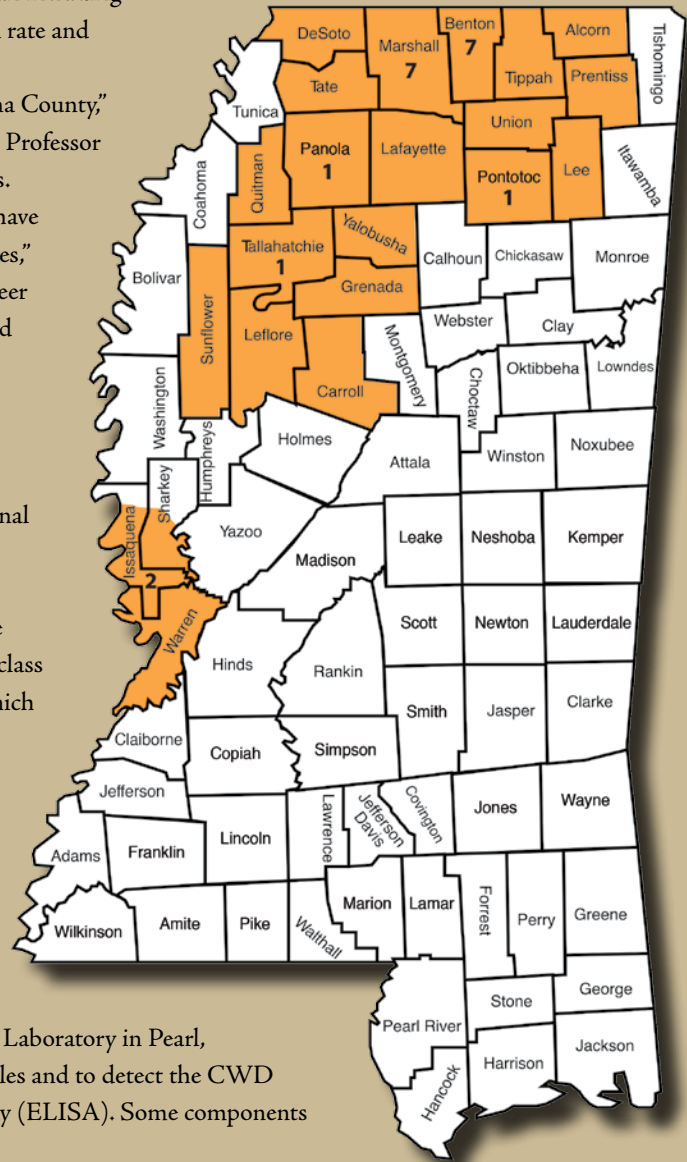 n rate and
na County,”
Professor
s.
have
es,”
eer
d
nal
e
class
nich
DeSoto
Marshall
7
Benton
7
Tippah
Alcorn
Prentiss
Tishomingo
Tate
Tunica
Union
Panola
1
Lafayette
Pontotoc
1
Lee
Itawamba
Quitman
Coahoma
Tallahatchie
1
Yalobusha
Calhoun
Chickasaw
Monroe
Bolivar
Sunflower
Grenada
Leflore
Webster
Clay
Carroll
Montgomery
Choctaw
Oktibbeha
Lowndes
Washington
Humphreys
Holmes
Attala
Winston
Noxubee
Sharkey
Issaquena
2
Yazoo
Madison
Leake
Neshoba
Kemper
Warren
Hinds
Rankin
Scott
Newton
Lauderdale
Smith
Jasper
Clarke
Claiborne
Copiah
Simpson
Jefferson
Lawrence
Jefferson
Davis
Covington
Jones
Wayne
Adams
Franklin
Lincoln
Wilkinson
Amite
Pike
Walthall
Marion
Lamar
Forrest
Perry
Greene
Pearl River
Stone
George
Hancock
Harrison
Jackson
Laboratory in Pearl,
les and to detect the CWD
y (ELISA). Some components